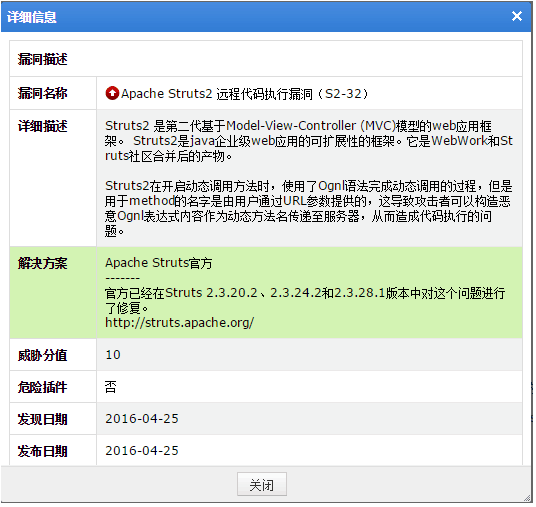 详细信息
漏洞描述
漏洞名称 Apache Struts2 远程代码执行漏洞（S2-32）
详细描述 Struts2 是第二代基于Model-View-Controller (MVC)模型的web应用框
架。 Struts2是java企业级web应用的可扩展性的框架。它是WebWork和St
ruts社区合并后的产物。
Struts2在开启动态调用方法时，使用了Ognl语法完成动态调用的过程，但是
用于method的名字是由用户通过URL参数提供的，这导致攻击者可以构造恶
意Ognl表达式内容作为动态方法名传递至服务器，从而造成代码执行的问
题。
解决方案 Apache Struts官方
-------
官方已经在Struts 2.3.20.2、2.3.24.2和2.3.28.1版本中对这个问题进行
了修复。
http://struts.apache.org/
威胁分值 10
危险插件 否
发现日期 2016-04-25
发布日期 2016-04-25
关闭